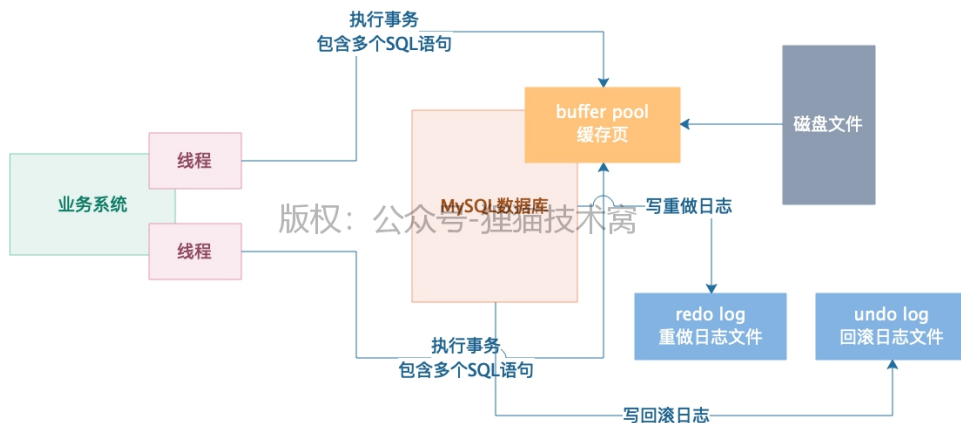 执行事务
包含多个SQL语句
buffer pool
缓存页
磁盘文件
线程
业务系统
MySQL数据库
写重做日志
版权：公众号-狸猫技术窝
线程
redo log
重做日志文件
undo log
回滚日志文件
执行事务
包含多个SQL语句
写回滚日志